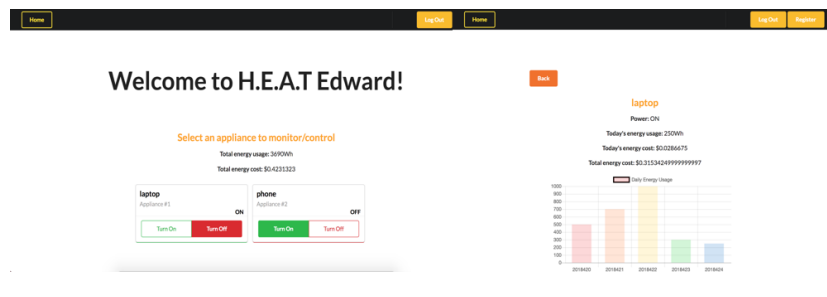 Home
Log Out
Welcome to H.E.A.T Edward!
Select an appliance to monitor/control
Total energy usage: 3690Wh
Total energy cost: $0.4231323
laptop
Appliance #1
ON
Turn On Turn Off
phone
Appliance #2
OFF
Turn On Turn Off
Home
Log Out Register
Back
laptop
Power: ON
Today's energy usage: 250Wh
Today's energy cost: $0.0286675
Total energy cost: $0.31534249999999997
Daily Energy Usage
1000
900
800
700
600
500
400
300
200
100
0
2018420 2018421 2018422 2018423 2018424